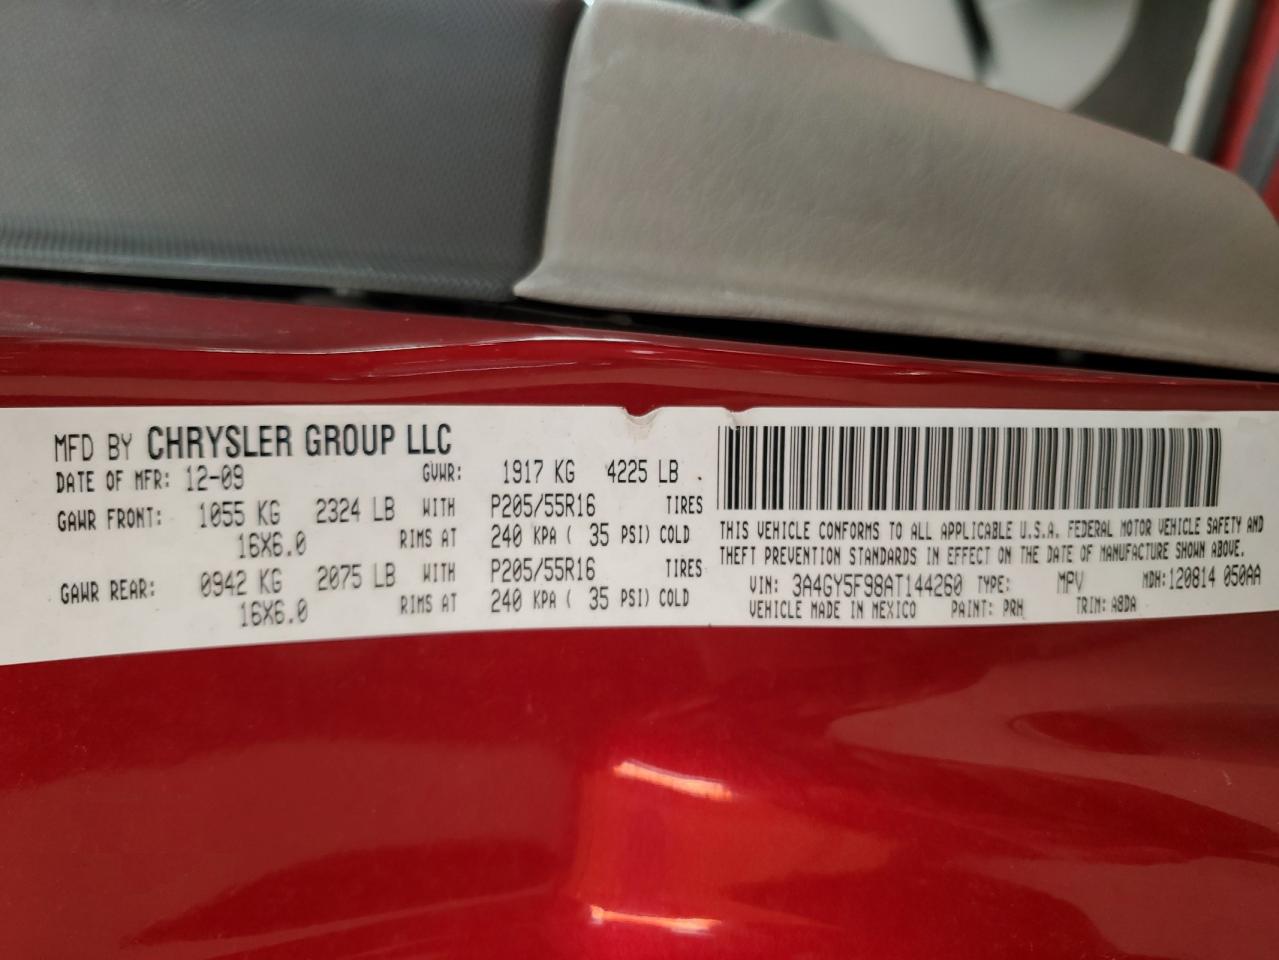 MFD BY CHRYSLER GROUP LLC
DATE OF MFR: 12-09 GVWR: 1917 KG 4225 LB
GAWR FRONT: 1055 KG 2324 LB WITH P205/55R16 TIRES
16X6.0 RIMS AT 240 KPA ( 35 PSI) COLD
GAWR REAR: 0942 KG 2075 LB WITH P205/55R16 TIRES
16X6.0 RIMS AT 240 KPA ( 35 PSI) COLD
THIS VEHICLE CONFORMS TO ALL APPLICABLE U.S.A. FEDERAL MOTOR VEHICLE SAFETY AND
THEFT PREVENTION STANDARDS IN EFFECT ON THE DATE OF MANUFACTURE SHOWN ABOVE.
VIN: 3A4GY5F98AT144260 TYPE: MPV MDH:120814 050AA
VEHICLE MADE IN MEXICO PAINT: PRH TRIM: A8DA